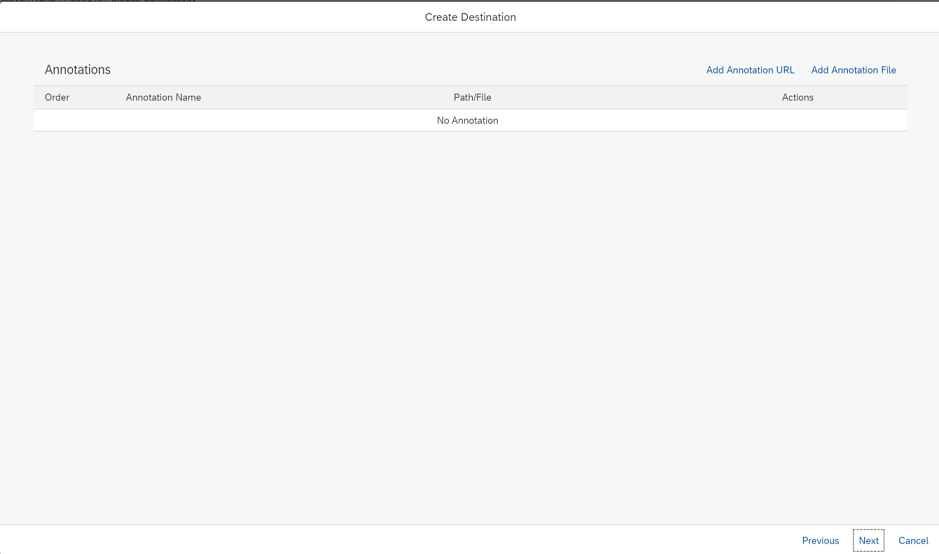 Create Destination
Annotations Add Annotation URL Add Annotation File
Order Annotation Name Path/File Actions
No Annotation
Previous Next Cancel